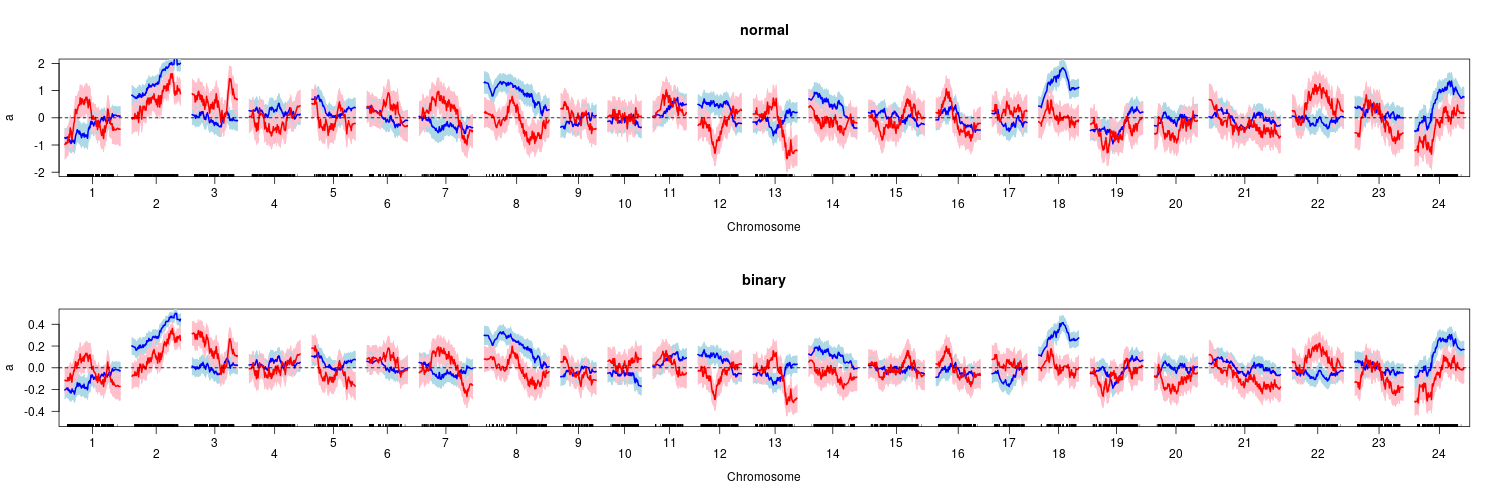 normal
a
2
1
0
-1
-2
1 3 5 7 9 11 13 15 17 19 21 23
2 4 6 8 10 12 14 16 18 20 22 24
Chromosome
binary
a
0.4
0.2
0.0
-0.2
-0.4
1 3 5 7 9 11 13 15 17 19 21 23
2 4 6 8 10 12 14 16 18 20 22 24
Chromosome